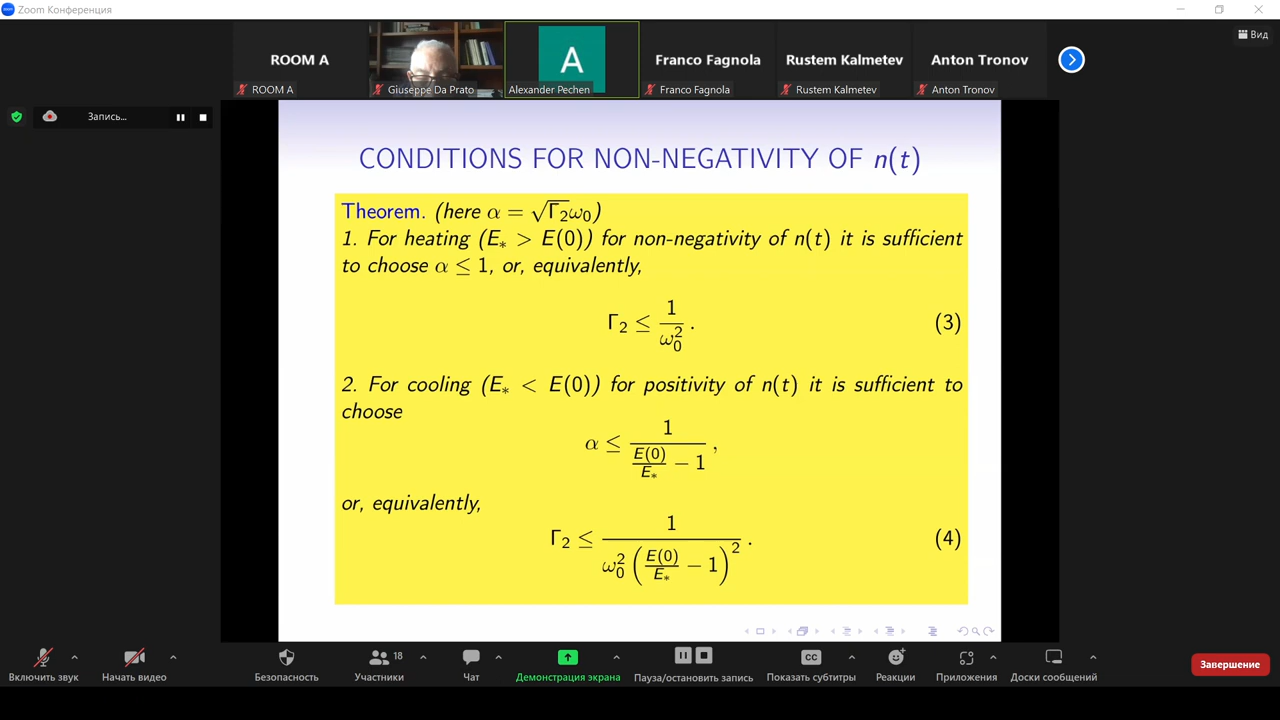 Zoom Конференция
Вид
ROOM A
Franco Fagnola
Rustem Kalmetev
Anton Tronov
A
ROOM A
Giuseppe Da Prato
Alexander Pechen
Franco Fagnola
Rustem Kalmetev
Anton Tronov
Запись...
CONDITIONS FOR NON-NEGATIVITY OF n(t)
Theorem. (here α = √Γ₂ω₀)
1. For heating (E∗ > E(0)) for non-negativity of n(t) it is sufficient
to choose α ≤ 1, or, equivalently,
Γ₂ ≤ 1/ω₀². (3)
2. For cooling (E∗ < E(0)) for positivity of n(t) it is sufficient to
choose
α ≤ 1/(E(0)/E∗ − 1),
or, equivalently,
Γ₂ ≤ 1/(ω₀² (E(0)/E∗ − 1)²). (4)
18
CC
Включить звук
Начать видео
Безопасность
Участники
Чат
Демонстрация экрана
Пауза/остановить запись
Показать субтитры
Реакции
Приложения
Доски сообщений
Завершение